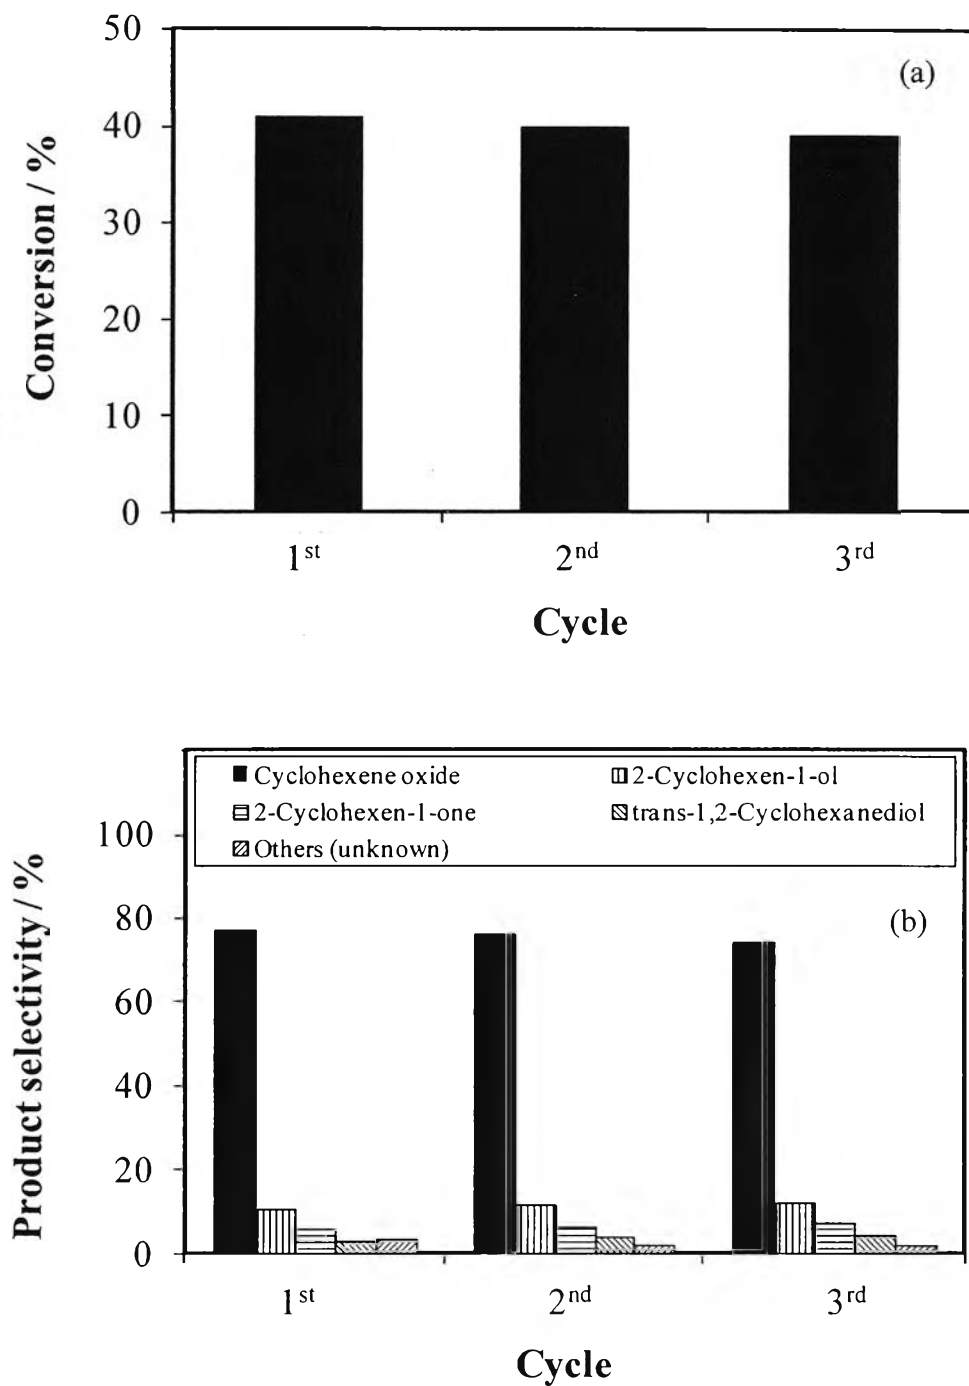 50
(a)
40
30
20
10
0
Conversion / %
1st
2nd
3rd
Cycle
Cyclohexene oxide
2-Cyclohexen-1-ol
2-Cyclohexen-1-one
trans-1,2-Cyclohexanediol
Others (unknown)
100
(b)
80
60
40
20
0
Product selectivity / %
1st
2nd
3rd
Cycle